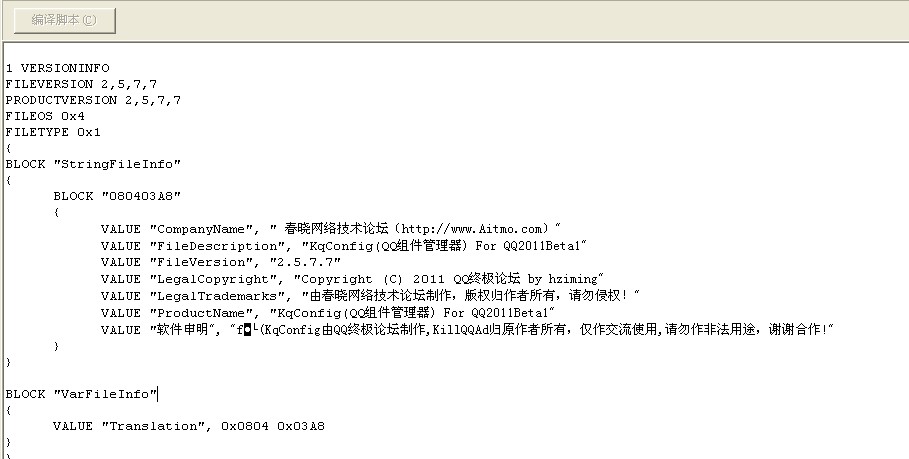 编译脚本(C)
1 VERSIONINFO
FILEVERSION 2,5,7,7
PRODUCTVERSION 2,5,7,7
FILEOS 0x4
FILETYPE 0x1
{
BLOCK "StringFileInfo"
{
BLOCK "080403A8"
{
VALUE "CompanyName", " 春晓网络技术论坛（http://www.Aitmo.com）"
VALUE "FileDescription", "KqConfig(QQ组件管理器) For QQ2011Beta1"
VALUE "FileVersion", "2.5.7.7"
VALUE "LegalCopyright", "Copyright (C) 2011 QQ终极论坛 by hziming"
VALUE "LegalTrademarks", "由春晓网络技术论坛制作，版权归作者所有，请勿侵权！"
VALUE "ProductName", "KqConfig(QQ组件管理器) For QQ2011Beta1"
VALUE "软件申明", "f◘└(KqConfig由QQ终极论坛制作,KillQQAd归原作者所有，仅作交流使用,请勿作非法用途，谢谢合作!"
}
}
BLOCK "VarFileInfo"
{
VALUE "Translation", 0x0804 0x03A8
}
}